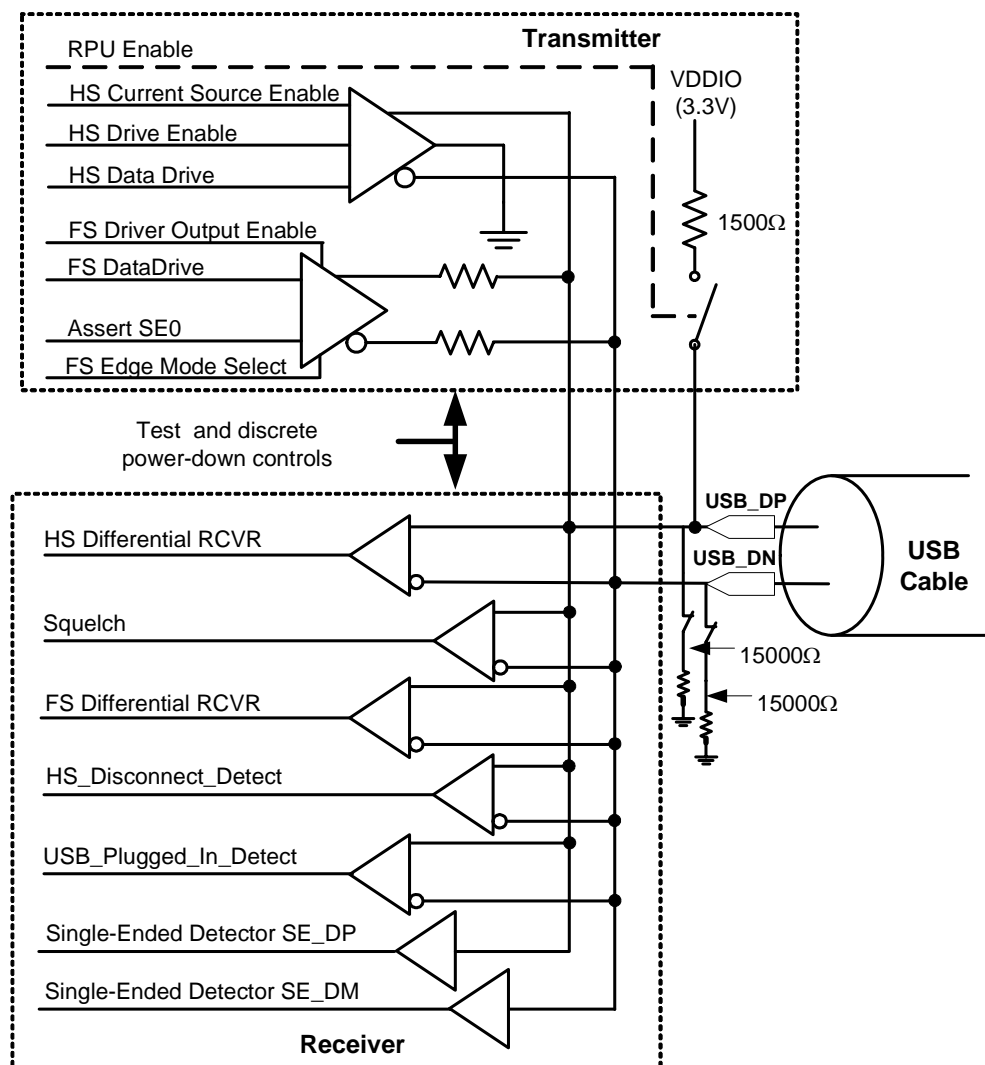 Transmitter
RPU Enable
HS Current Source Enable
HS Drive Enable
HS Data Drive
FS Driver Output Enable
FS DataDrive
Assert SE0
FS Edge Mode Select
VDDIO
(3.3V)
1500Ω
Test and discrete
power-down controls
USB_DP
USB_DN
USB
Cable
15000Ω
15000Ω
HS Differential RCVR
Squelch
FS Differential RCVR
HS_Disconnect_Detect
USB_Plugged_In_Detect
Single-Ended Detector SE_DP
Single-Ended Detector SE_DM
Receiver